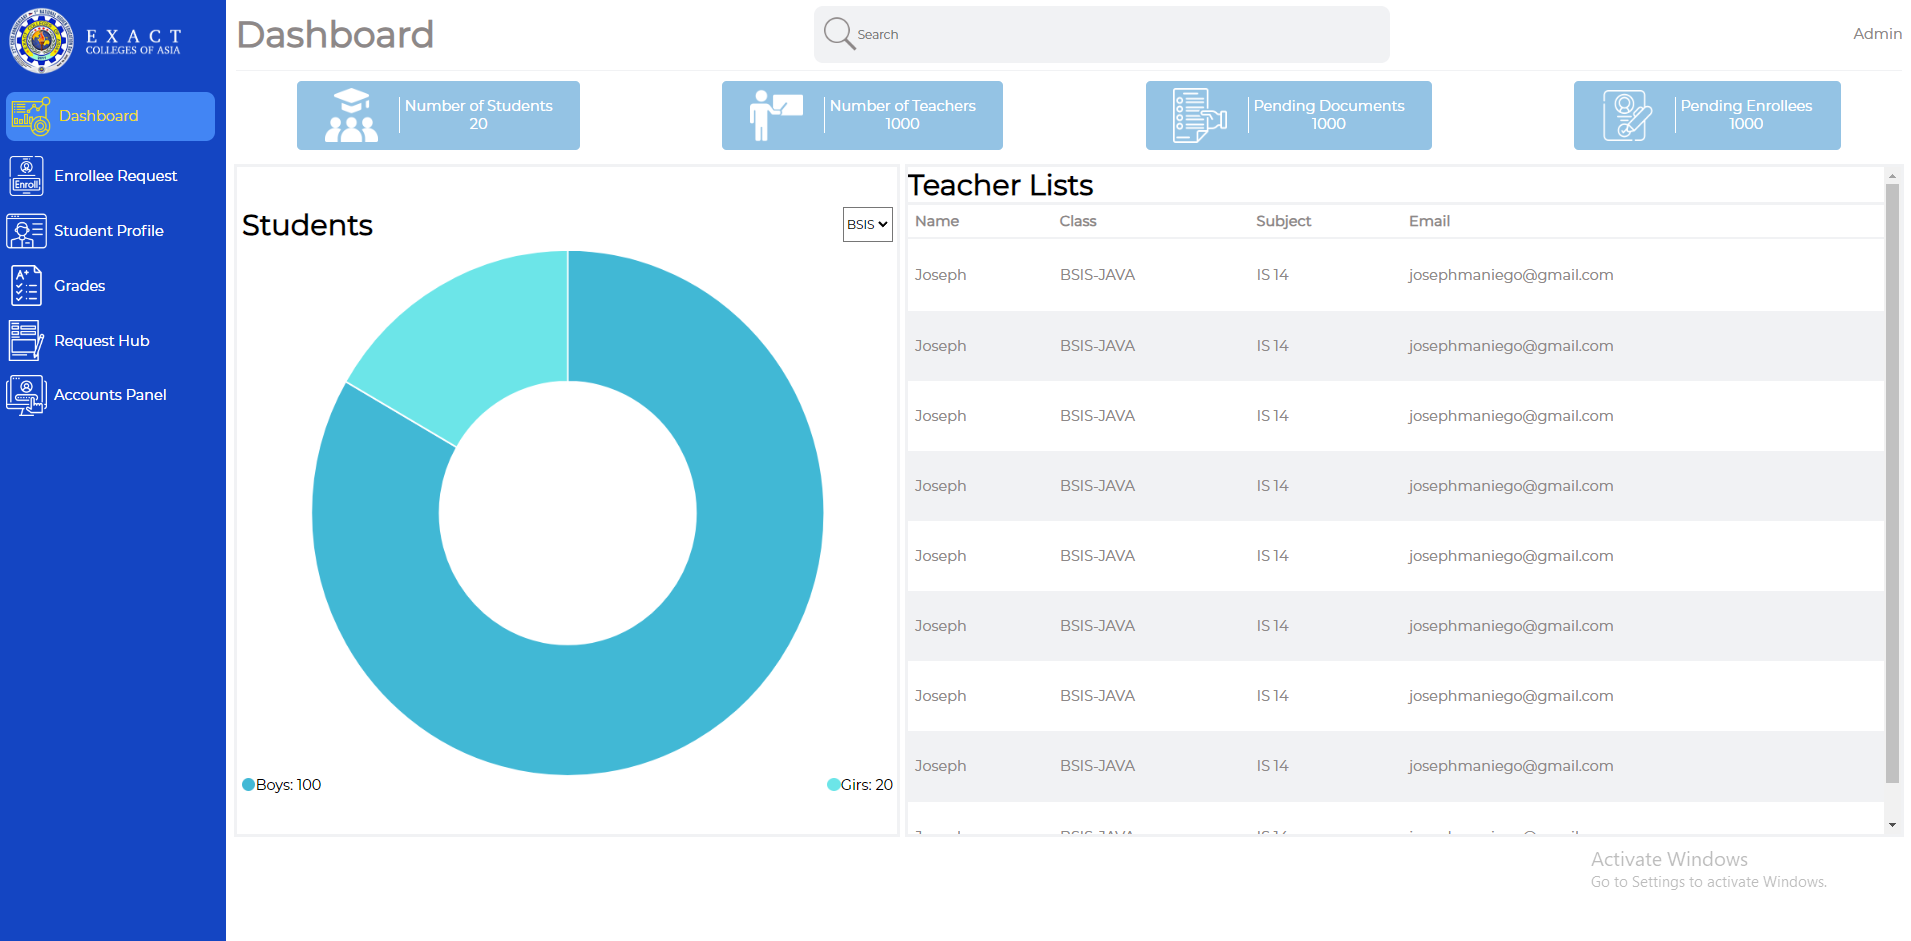 EXACT
COLLEGES OF ASIA
Dashboard
Enroll
Enrollee Request
Student Profile
A+
Grades
Request Hub
Accounts Panel
Dashboard
Search
Admin
Number of Students
20
Number of Teachers
1000
Pending Documents
1000
Pending Enrollees
1000
Students
BSIS
Boys: 100
Girs: 20
Teacher Lists
Name Class Subject Email
Joseph BSIS-JAVA IS 14 josephmaniego@gmail.com
Joseph BSIS-JAVA IS 14 josephmaniego@gmail.com
Joseph BSIS-JAVA IS 14 josephmaniego@gmail.com
Joseph BSIS-JAVA IS 14 josephmaniego@gmail.com
Joseph BSIS-JAVA IS 14 josephmaniego@gmail.com
Joseph BSIS-JAVA IS 14 josephmaniego@gmail.com
Joseph BSIS-JAVA IS 14 josephmaniego@gmail.com
Joseph BSIS-JAVA IS 14 josephmaniego@gmail.com
Activate Windows
Go to Settings to activate Windows.